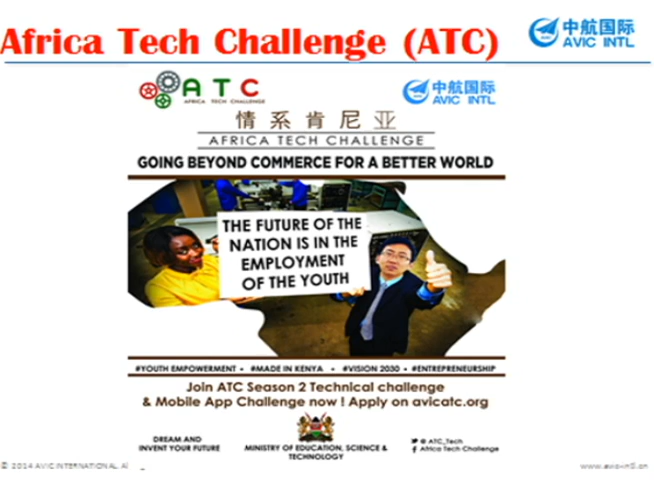 Africa Tech Challenge (ATC)
中航国际
AVIC INTL
ATC
AFRICA TECH CHALLENGE
中航国际
AVIC INTL
情系肯尼亚
AFRICA TECH CHALLENGE
GOING BEYOND COMMERCE FOR A BETTER WORLD
THE FUTURE OF THE
NATION IS IN THE
EMPLOYMENT
OF THE YOUTH
#YOUTH EMPOWERMENT • #MADE IN KENYA • #VISION 2030 • #ENTREPRENEURSHIP
Join ATC Season 2 Technical challenge
& Mobile App Challenge now ! Apply on avicatc.org
DREAM AND
INVENT YOUR FUTURE
MINISTRY OF EDUCATION, SCIENCE &
TECHNOLOGY
@ ATC_Tech
Africa Tech Challenge
© 2014 AVIC INTERNATIONAL. Al